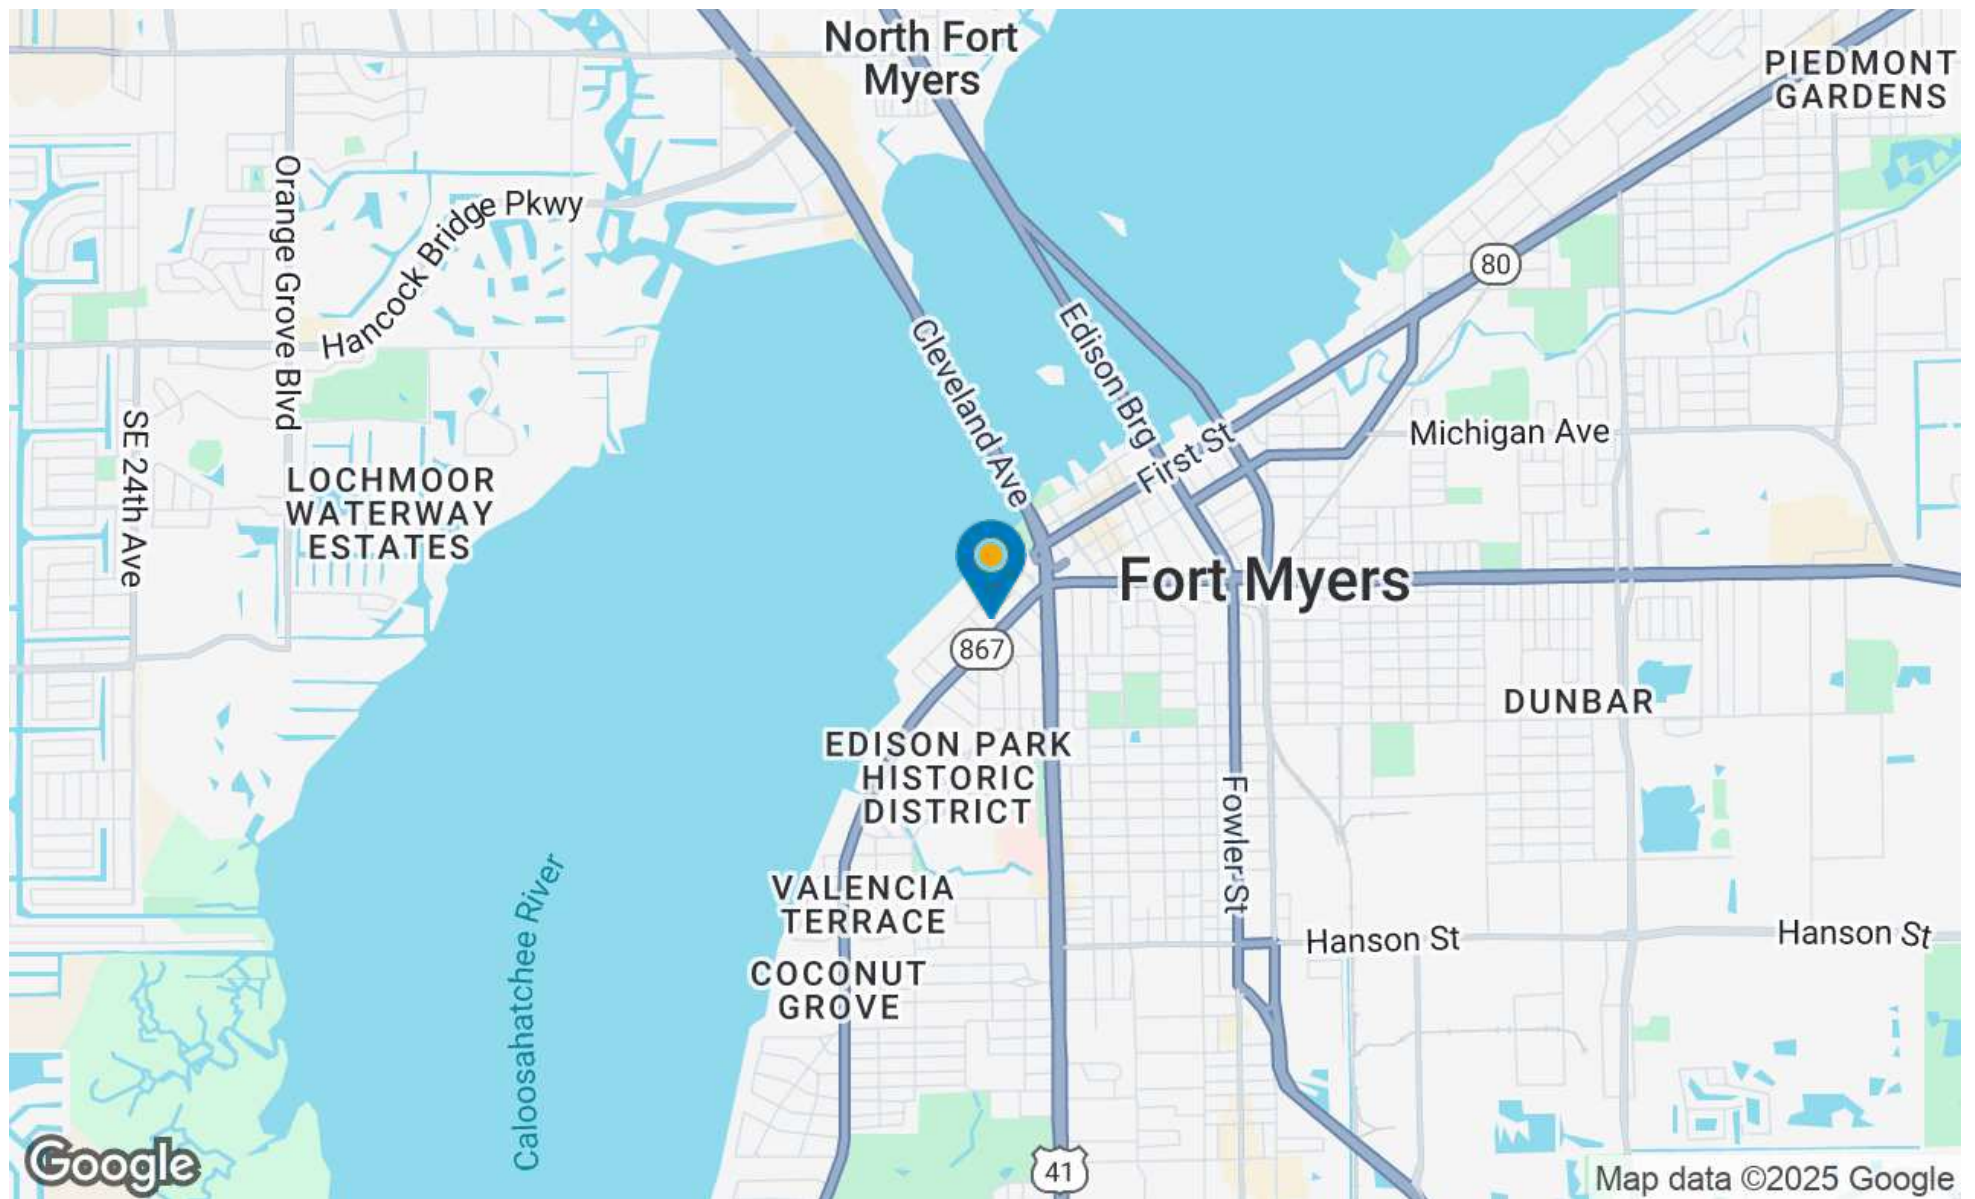 North Fort
Myers
PIEDMONT
GARDENS
Orange Grove Blvd
Hancock Bridge Pkwy
80
Cleveland Ave
Edison Brg
First St
Michigan Ave
SE 24th Ave
LOCHMOOR
WATERWAY
ESTATES
Fort Myers
867
DUNBAR
EDISON PARK
HISTORIC
DISTRICT
Fowler St
VALENCIA
TERRACE
Caloosahatchee River
Hanson St
Hanson St
COCONUT
GROVE
41
Google
Map data ©2025 Google